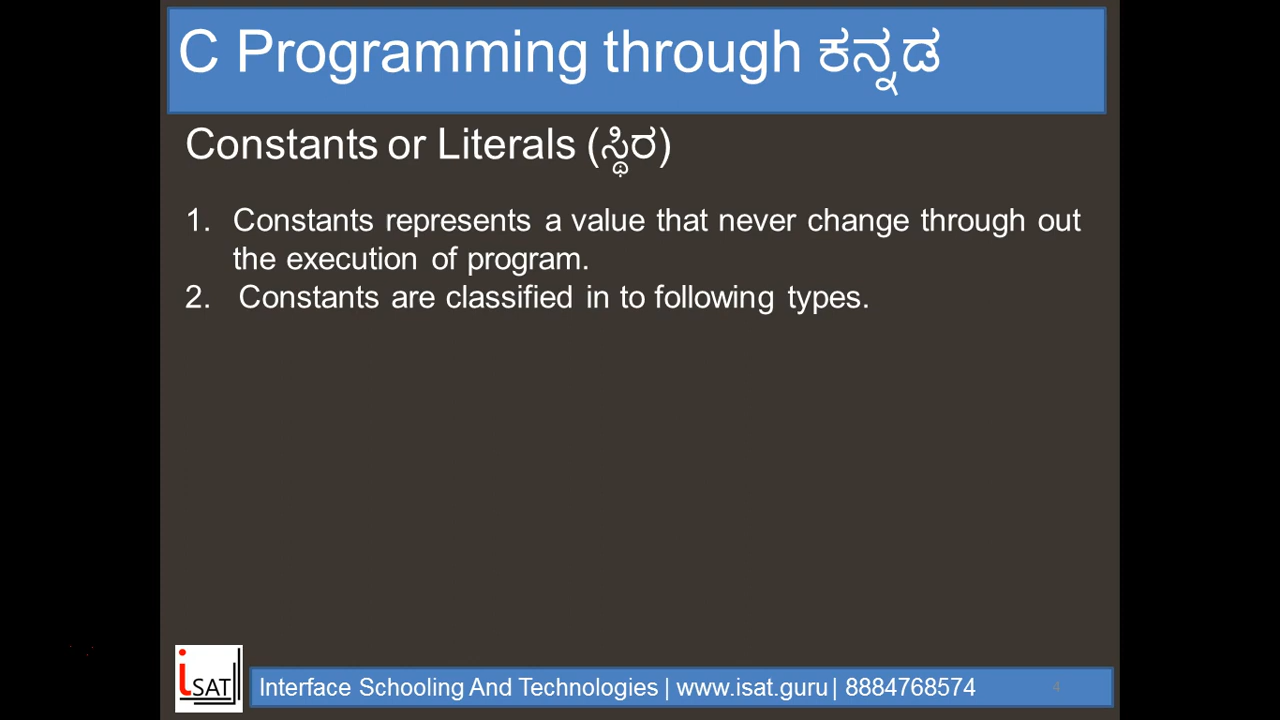 C Programming through ಕನ್ನಡ
Constants or Literals (ಸ್ಥಿರ)
1. Constants represents a value that never change through out
the execution of program.
2. Constants are classified in to following types.
iSAT
Interface Schooling And Technologies | www.isat.guru | 8884768574
4